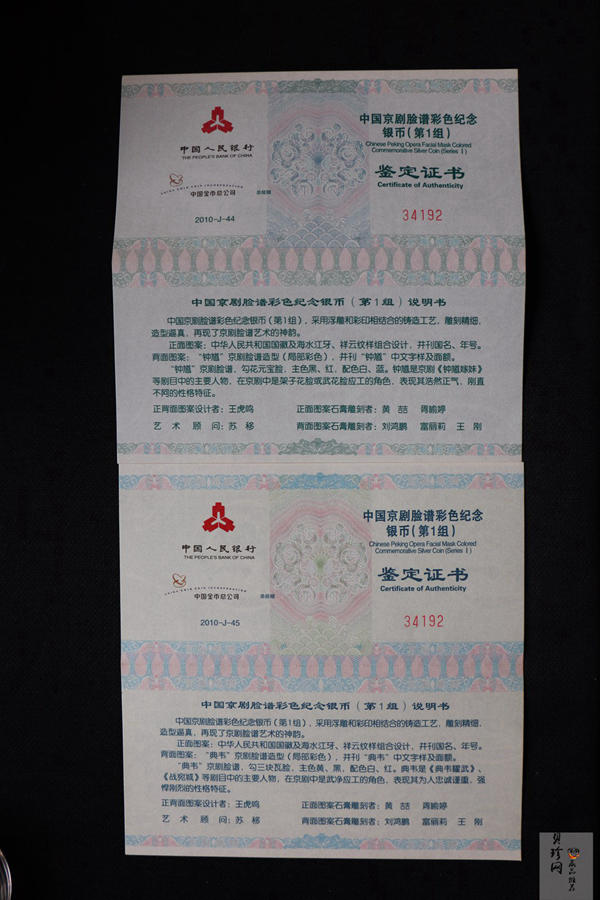 中国人民银行
THE PEOPLE'S BANK OF CHINA
CHINA GOLD COIN INCORPORATION
中国金币总公司
2010-J-44
中国京剧脸谱彩色纪念
银币(第1组)
Chinese Peking Opera Facial Mask Colored
Commemorative Silver Coin (Series Ⅰ)
鉴定证书
Certificate of Authenticity
34192
中国京剧脸谱彩色纪念银币(第1组)说明书
中国京剧脸谱彩色纪念银币(第1组),采用浮雕和彩印相结合的铸造工艺,雕刻精细,
造型逼真,再现了京剧脸谱艺术的神韵。
正面图案:中华人民共和国国徽及海水江牙、祥云纹样组合设计,并刊国名、年号。
背面图案:“钟馗”京剧脸谱造型(局部彩色),并刊“钟馗”中文字样及面额。
“钟馗”京剧脸谱,勾花元宝脸,主色黑、红,配色白、蓝。钟馗是京剧《钟馗嫁妹》
等剧目中的主要人物,在京剧中是架子花脸或武花脸应工的角色,表现其浩然正气,刚直
不阿的性格特征。
正背面图案设计者:王虎鸣 正面图案石膏雕刻者:黄喆 胥喻婷
艺术顾问:苏移 背面图案石膏雕刻者:刘鸿鹏 富丽莉 王刚
中国人民银行
THE PEOPLE'S BANK OF CHINA
CHINA GOLD COIN INCORPORATION
中国金币总公司
2010-J-45
中国京剧脸谱彩色纪念
银币(第1组)
Chinese Peking Opera Facial Mask Colored
Commemorative Silver Coin (Series Ⅰ)
鉴定证书
Certificate of Authenticity
34192
中国京剧脸谱彩色纪念银币(第1组)说明书
中国京剧脸谱彩色纪念银币(第1组),采用浮雕和彩印相结合的铸造工艺,雕刻精细,
造型逼真,再现了京剧脸谱艺术的神韵。
正面图案:中华人民共和国国徽及海水江牙、祥云纹样组合设计,并刊国名、年号。
背面图案:“典韦”京剧脸谱造型(局部彩色),并刊“典韦”中文字样及面额。
“典韦”京剧脸谱,勾三块瓦脸,主色黄、黑,配色白、红。典韦是《典韦耀武》、
《战宛城》等剧目中的主要人物,在京剧中是武净应工的角色,表现其为人忠诚谨重,强
悍刚烈的性格特征。
正背面图案设计者:王虎鸣 正面图案石膏雕刻者:黄喆 胥喻婷
艺术顾问:苏移 背面图案石膏雕刻者:刘鸿鹏 富丽莉 王刚